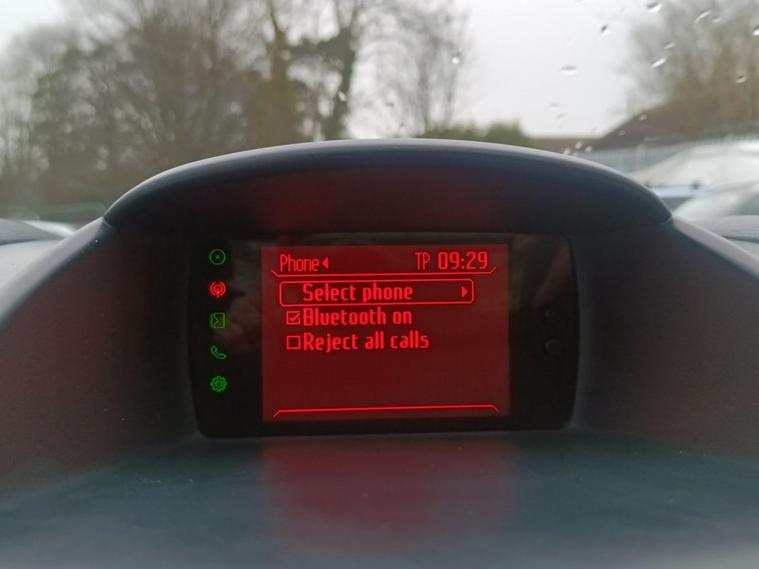 Phone
TP 09:29
Select phone
Bluetooth on
Reject all calls